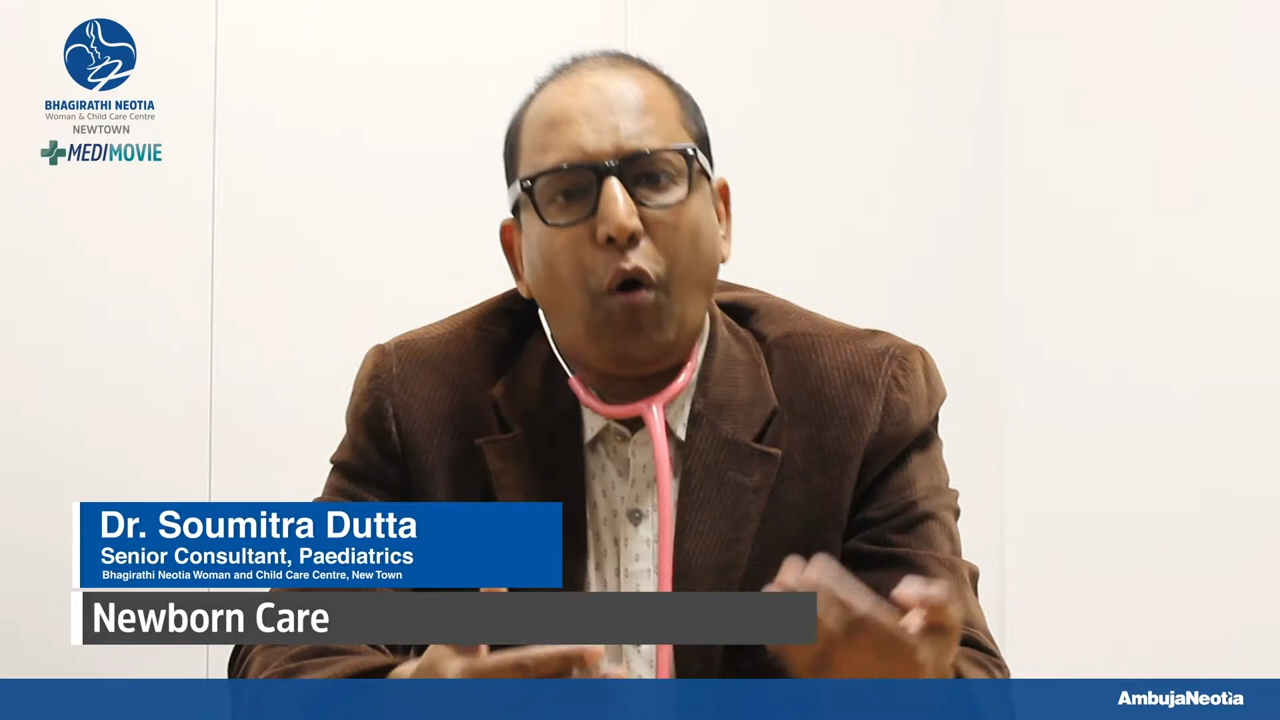 BHAGIRATHI NEOTIA
Woman & Child Care Centre
NEWTOWN
MEDIMOVIE
Dr. Soumitra Dutta
Senior Consultant, Paediatrics
Bhagirathi Neotia Woman and Child Care Centre, New Town
Newborn Care
AmbujaNeotia